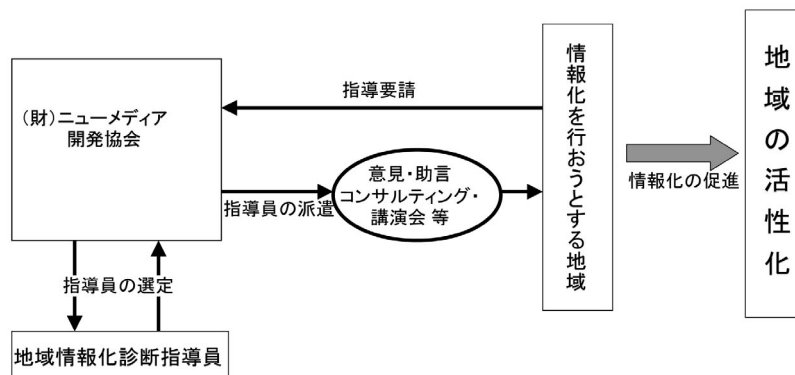 （財）ニューメディア
開発協会
指導要請
指導員の派遣
意見・助言
コンサルティング・
講演会 等
情報化を行おうとする地域
情報化の促進
地域の活性化
指導員の選定
地域情報化診断指導員